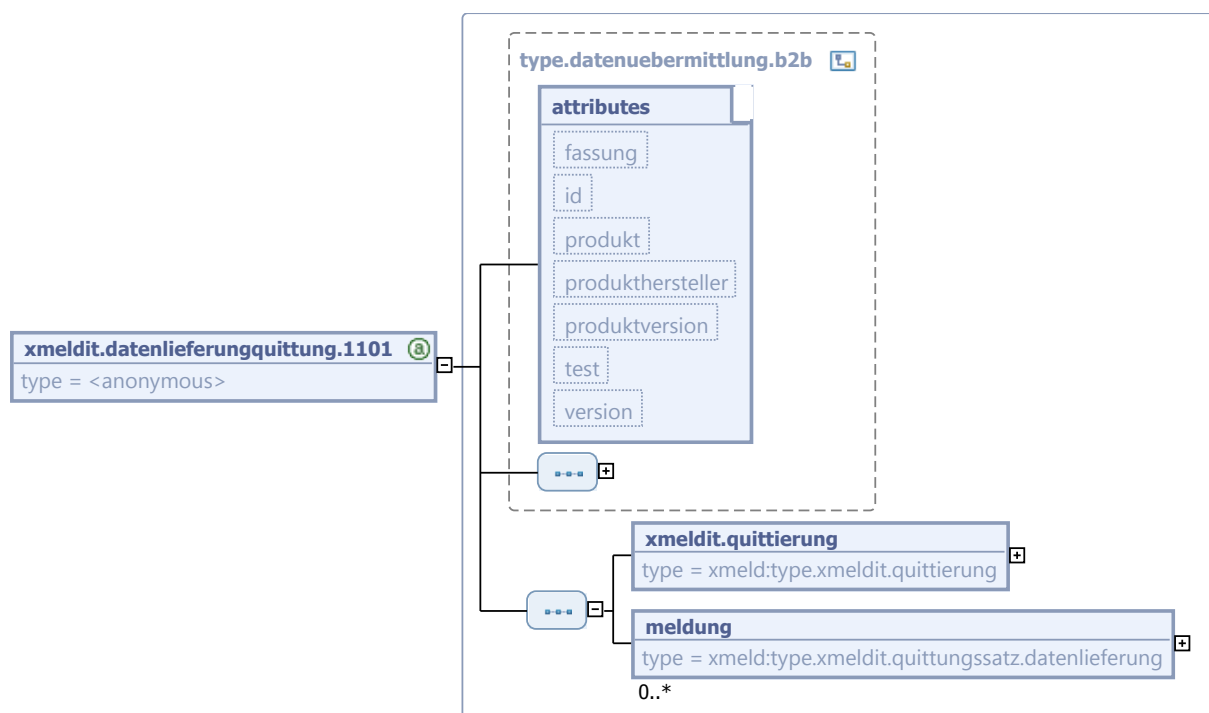 type.datenuebermittlung.b2b
attributes
fassung
id
produkt
produkthersteller
produktversion
test
version
xmeldit.datenlieferungquittung.1101 a
type = <anonymous>
xmeldit.quittierung
type = xmeld:type.xmeldit.quittierung
meldung
type = xmeld:type.xmeldit.quittungssatz.datenlieferung
0..*